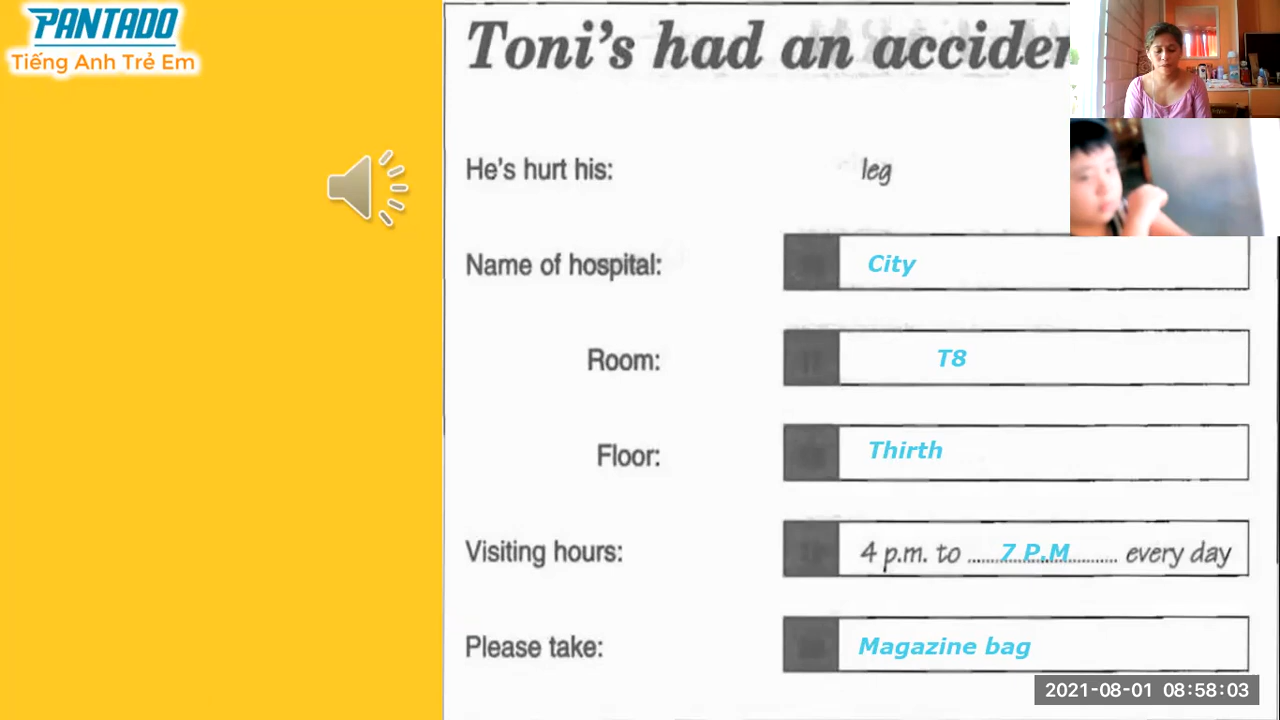 PANTADO
Tiếng Anh Trẻ Em
Toni's had an acciden
He's hurt his: leg
Name of hospital: City
Room: T8
Floor: Thirth
Visiting hours: 4 p.m. to 7 P.M every day
Please take: Magazine bag
2021-08-01 08:58:03